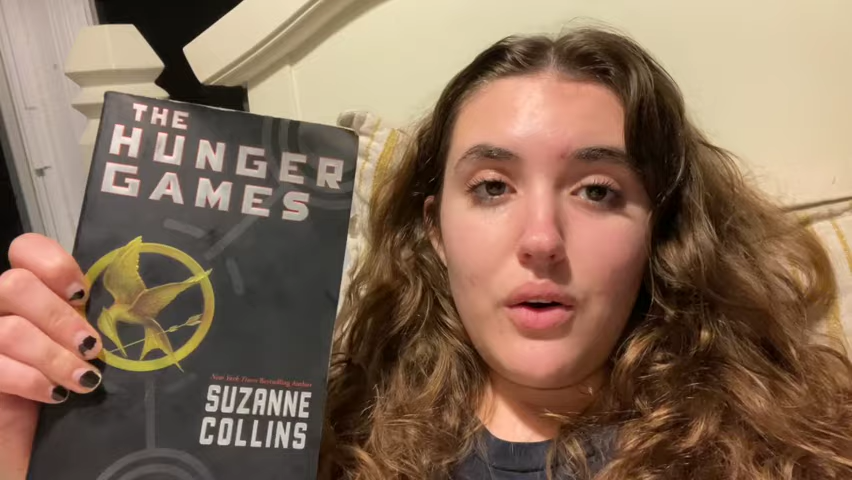 THE
HUNGER
GAMES
New York Times Bestselling Author
SUZANNE
COLLINS